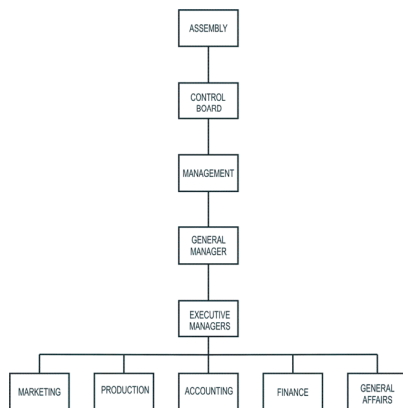 ASSEMBLY
CONTROL
BOARD
MANAGEMENT
GENERAL
MANAGER
EXECUTIVE
MANAGERS
MARKETING
PRODUCTION
ACCOUNTING
FINANCE
GENERAL
AFFAIRS